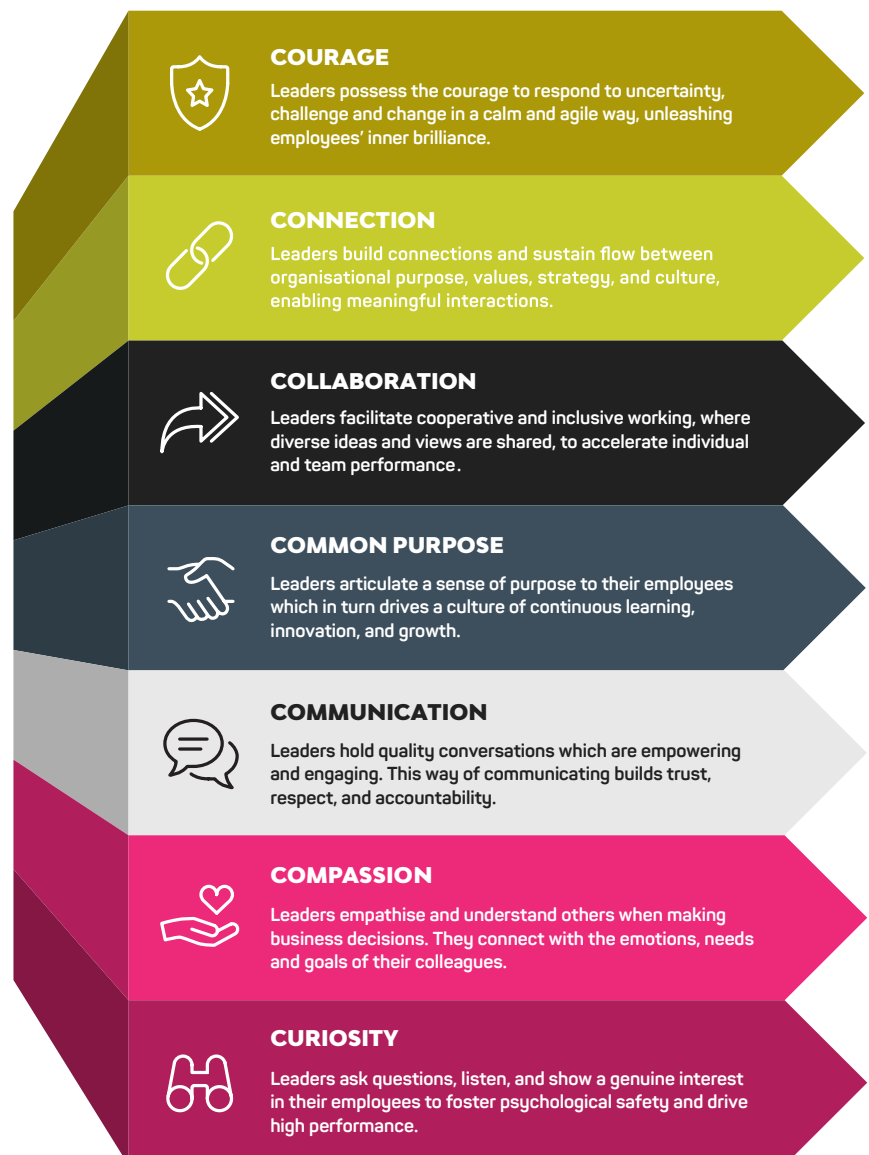 COURAGE
Leaders possess the courage to respond to uncertainty,
challenge and change in a calm and agile way, unleashing
employees’ inner brilliance.
CONNECTION
Leaders build connections and sustain flow between
organisational purpose, values, strategy, and culture,
enabling meaningful interactions.
COLLABORATION
Leaders facilitate cooperative and inclusive working, where
diverse ideas and views are shared, to accelerate individual
and team performance.
COMMON PURPOSE
Leaders articulate a sense of purpose to their employees
which in turn drives a culture of continuous learning,
innovation, and growth.
COMMUNICATION
Leaders hold quality conversations which are empowering
and engaging. This way of communicating builds trust,
respect, and accountability.
COMPASSION
Leaders empathise and understand others when making
business decisions. They connect with the emotions, needs
and goals of their colleagues.
CURIOSITY
Leaders ask questions, listen, and show a genuine interest
in their employees to foster psychological safety and drive
high performance.